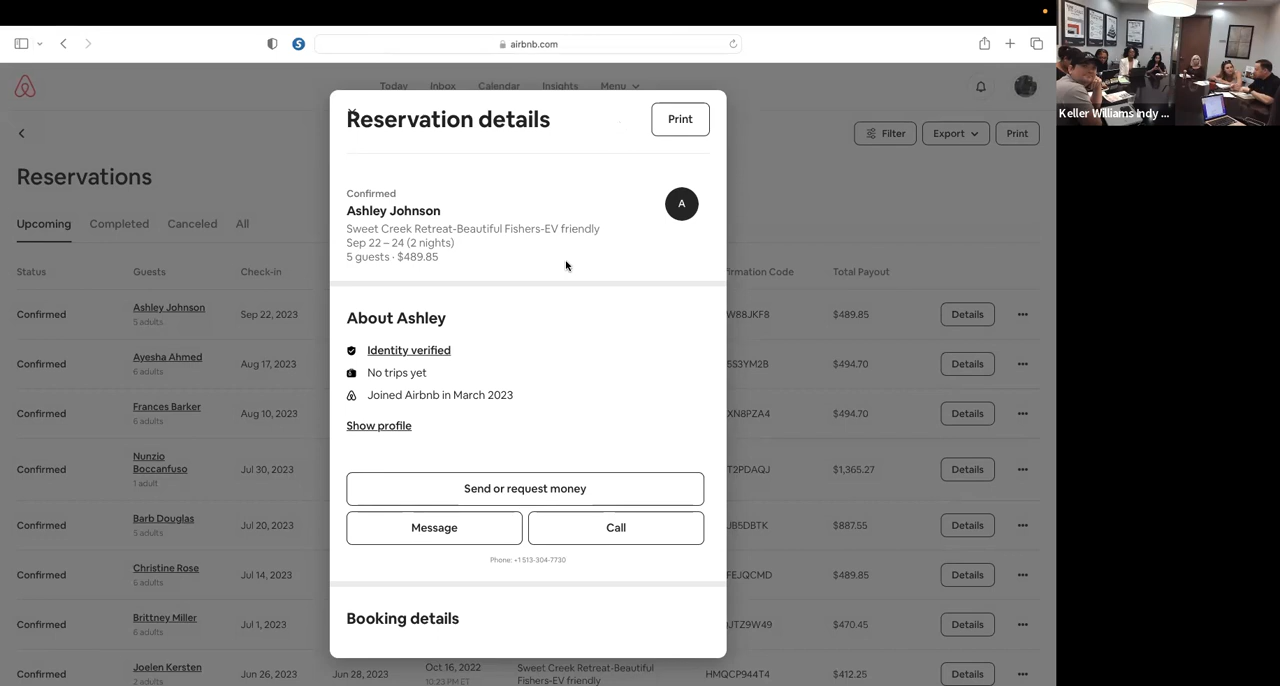 airbnb.com
Today Inbox Calendar Insights Menu
Filter Export Print
Reservations
Upcoming Completed Canceled All
Status Guests Check-in Total Payout
Confirmed Ashley Johnson Sep 22, 2023 W88JKF8 $489.85 Details
5 adults
Confirmed Ayesha Ahmed Aug 17, 2023 $494.70 Details
6 adults
Confirmed Frances Barker Aug 10, 2023 XN8PZA4 $494.70 Details
6 adults
Confirmed Nunzio Boccanfuso Jul 30, 2023 T2PDAQJ $1,365.27 Details
1 adult
Confirmed Barb Douglas Jul 20, 2023 JB5DBTK $887.55 Details
5 adults
Confirmed Christine Rose Jul 14, 2023 FEJQCMD $489.85 Details
6 adults
Confirmed Brittney Miller Jul 1, 2023 JTZ9W49 $470.45 Details
6 adults
Confirmed Joelen Kersten Jun 26, 2023 Jun 28, 2023 Oct 16, 2022 Sweet Creek Retreat-Beautiful HMQCP944T4 $412.25 Details
2 adults 10:23 PM ET Fishers-EV friendly
Reservation details
Print
Confirmed
Ashley Johnson
A
Sweet Creek Retreat-Beautiful Fishers-EV friendly
Sep 22 – 24 (2 nights)
5 guests · $489.85
About Ashley
Identity verified
No trips yet
Joined Airbnb in March 2023
Show profile
Send or request money
Message Call
Phone: +1 513-304-7730
Booking details
Keller Williams Indy ...